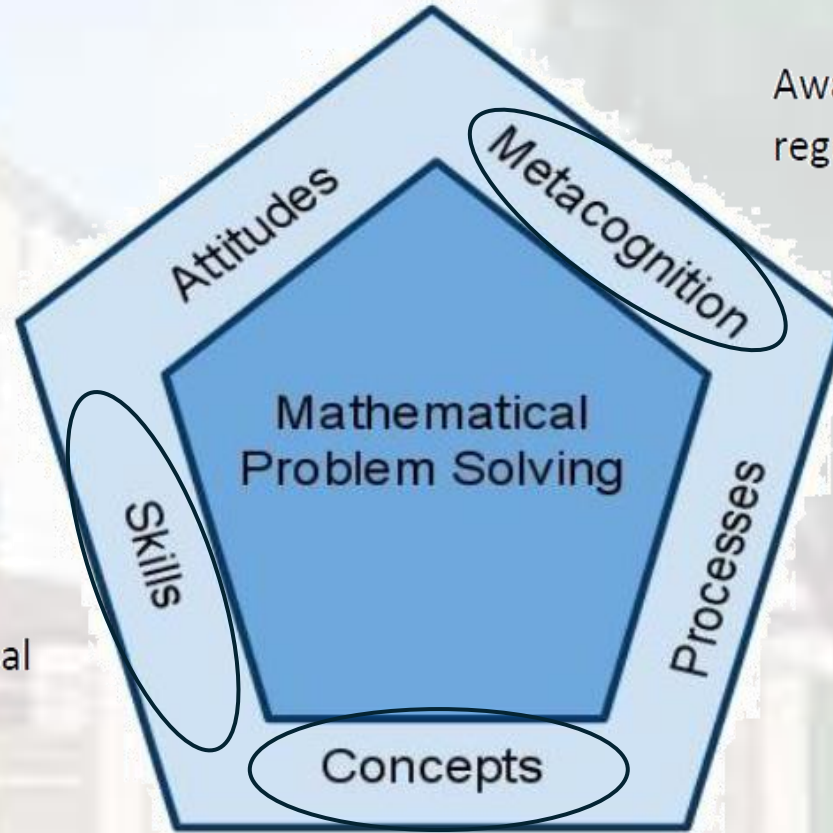 Attitudes
Metacognition
Mathematical
Problem Solving
Skills
Processes
Concepts